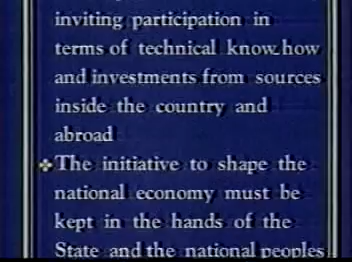 inviting participation in
terms of technical know-how
and investments from sources
inside the country and
abroad
The initiative to shape the
national economy must be
kept in the hands of the
State and the national peoples